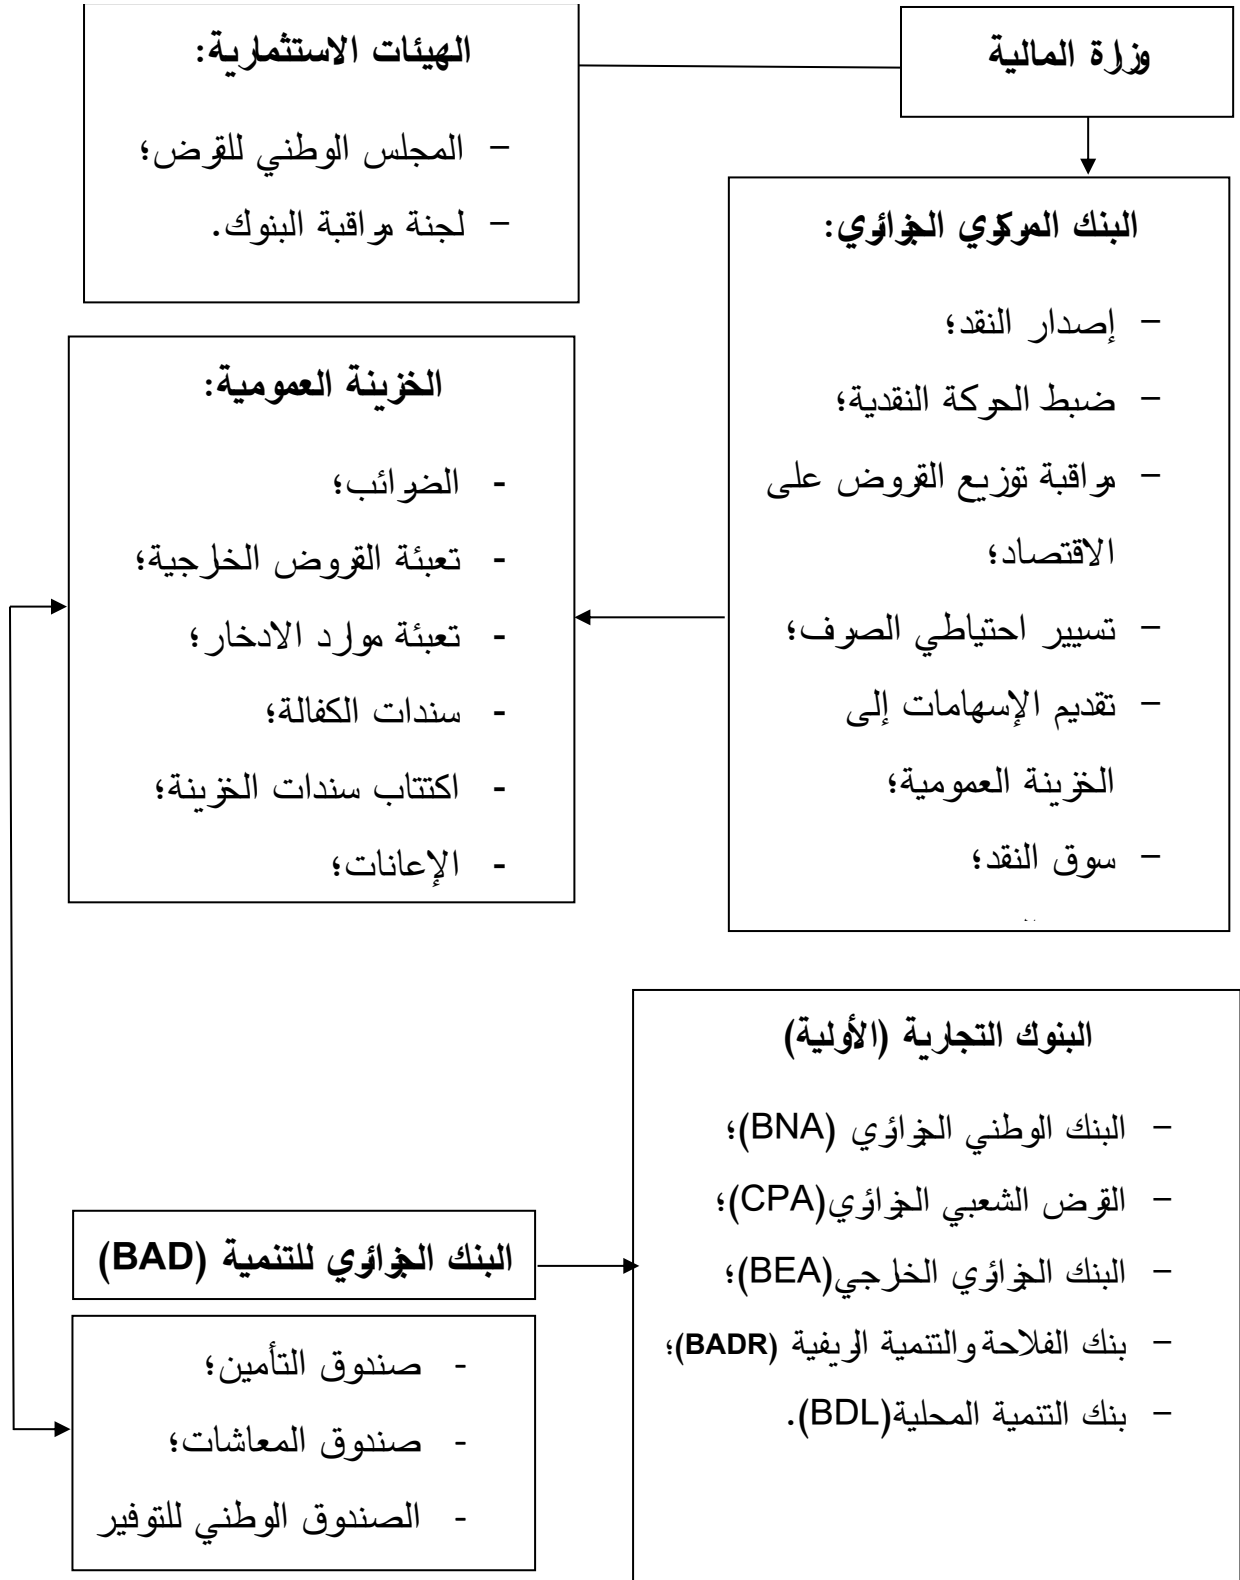 وزارة المالية
الهيئات الاستثمارية:
– المجلس الوطني للقرض؛
– لجنة مراقبة البنوك.
البنك المركزي الجزائري:
– إصدار النقد؛
– ضبط الحركة النقدية؛
– مراقبة توزيع القروض على
الاقتصاد؛
– تسيير احتياطي الصرف؛
– تقديم الإسهامات إلى
الخزينة العمومية؛
– سوق النقد؛
الخزينة العمومية:
- الضرائب؛
- تعبئة القروض الخارجية؛
- تعبئة موارد الادخار؛
- سندات الكفالة؛
- اكتتاب سندات الخزينة؛
- الإعانات؛
البنوك التجارية (الأولية)
– البنك الوطني الجزائري (BNA)؛
– القرض الشعبي الجزائري(CPA)؛
– البنك الجزائري الخارجي(BEA)؛
– بنك الفلاحة والتنمية الريفية (BADR)؛
– بنك التنمية المحلية(BDL).
البنك الجزائري للتنمية (BAD)
- صندوق التأمين؛
- صندوق المعاشات؛
- الصندوق الوطني للتوفير